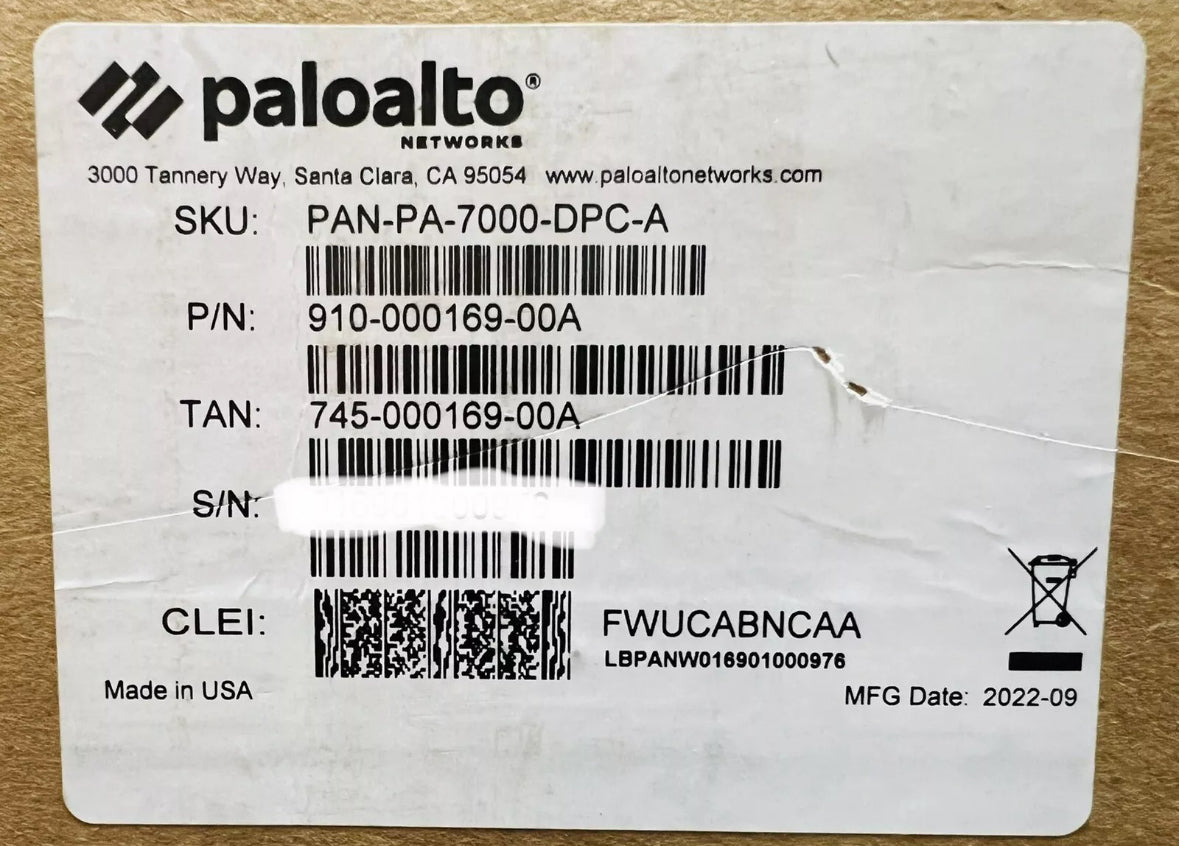 paloalto®
NETWORKS
3000 Tannery Way, Santa Clara, CA 95054 www.paloaltonetworks.com
SKU: PAN-PA-7000-DPC-A
P/N: 910-000169-00A
TAN: 745-000169-00A
S/N:
CLEI: FWUCABNCAA
LBPANW016901000976
Made in USA
MFG Date: 2022-09